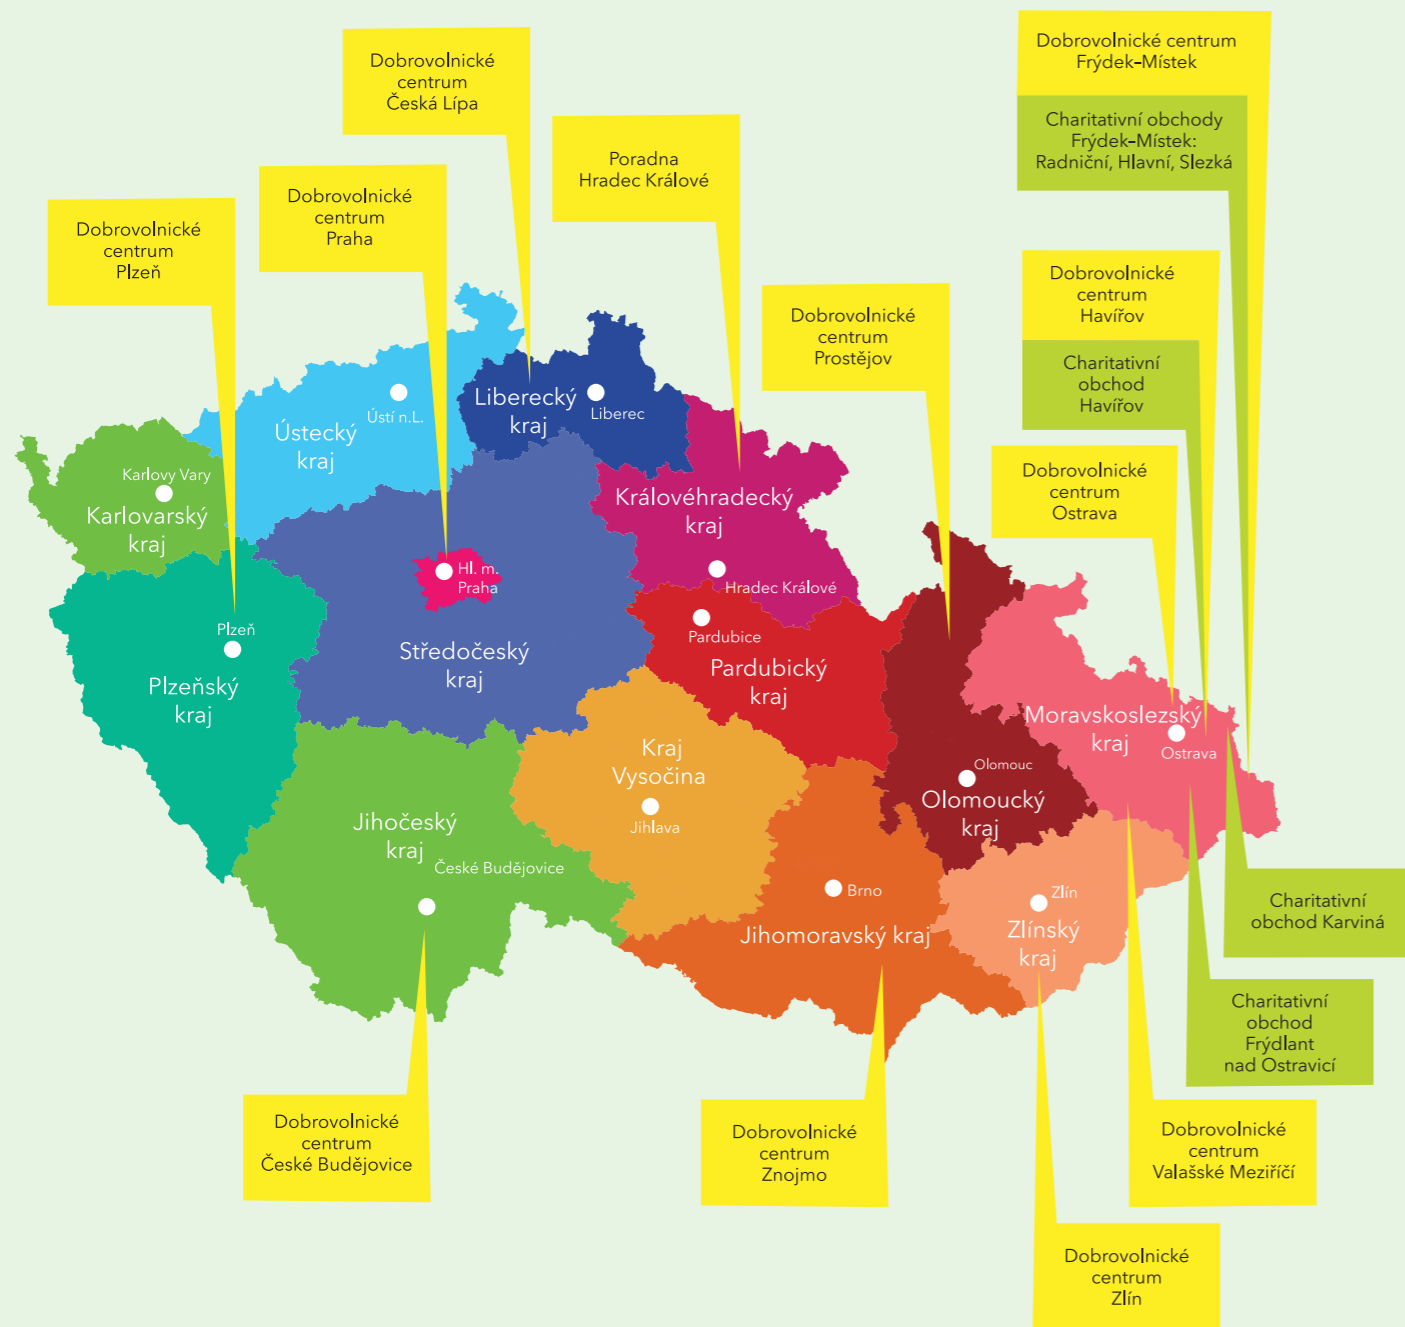 Dobrovolnické centrum
Frýdek–Místek
Charitativní obchody
Frýdek–Místek:
Radniční, Hlavní, Slezká
Dobrovolnické
centrum
Česká Lípa
Poradna
Hradec Králové
Dobrovolnické
centrum
Praha
Dobrovolnické
centrum
Plzeň
Dobrovolnické
centrum
Havířov
Charitativní
obchod
Havířov
Dobrovolnické
centrum
Prostějov
Dobrovolnické
centrum
Ostrava
Ústecký
kraj
Ústí n.L.
Liberecký
kraj
Liberec
Karlovy Vary
Karlovarský
kraj
Královéhradecký
kraj
Hradec Králové
Hl. m.
Praha
Středočeský
kraj
Plzeň
Plzeňský
kraj
Pardubice
Pardubický
kraj
Moravskoslezský
kraj
Ostrava
Kraj
Vysočina
Jihlava
Olomouc
Olomoucký
kraj
Jihočeský
kraj
České Budějovice
Brno
Jihomoravský kraj
Zlín
Zlínský
kraj
Charitativní
obchod Karviná
Charitativní
obchod
Frýdlant
nad Ostravicí
Dobrovolnické
centrum
České Budějovice
Dobrovolnické
centrum
Znojmo
Dobrovolnické
centrum
Valašské Meziříčí
Dobrovolnické
centrum
Zlín